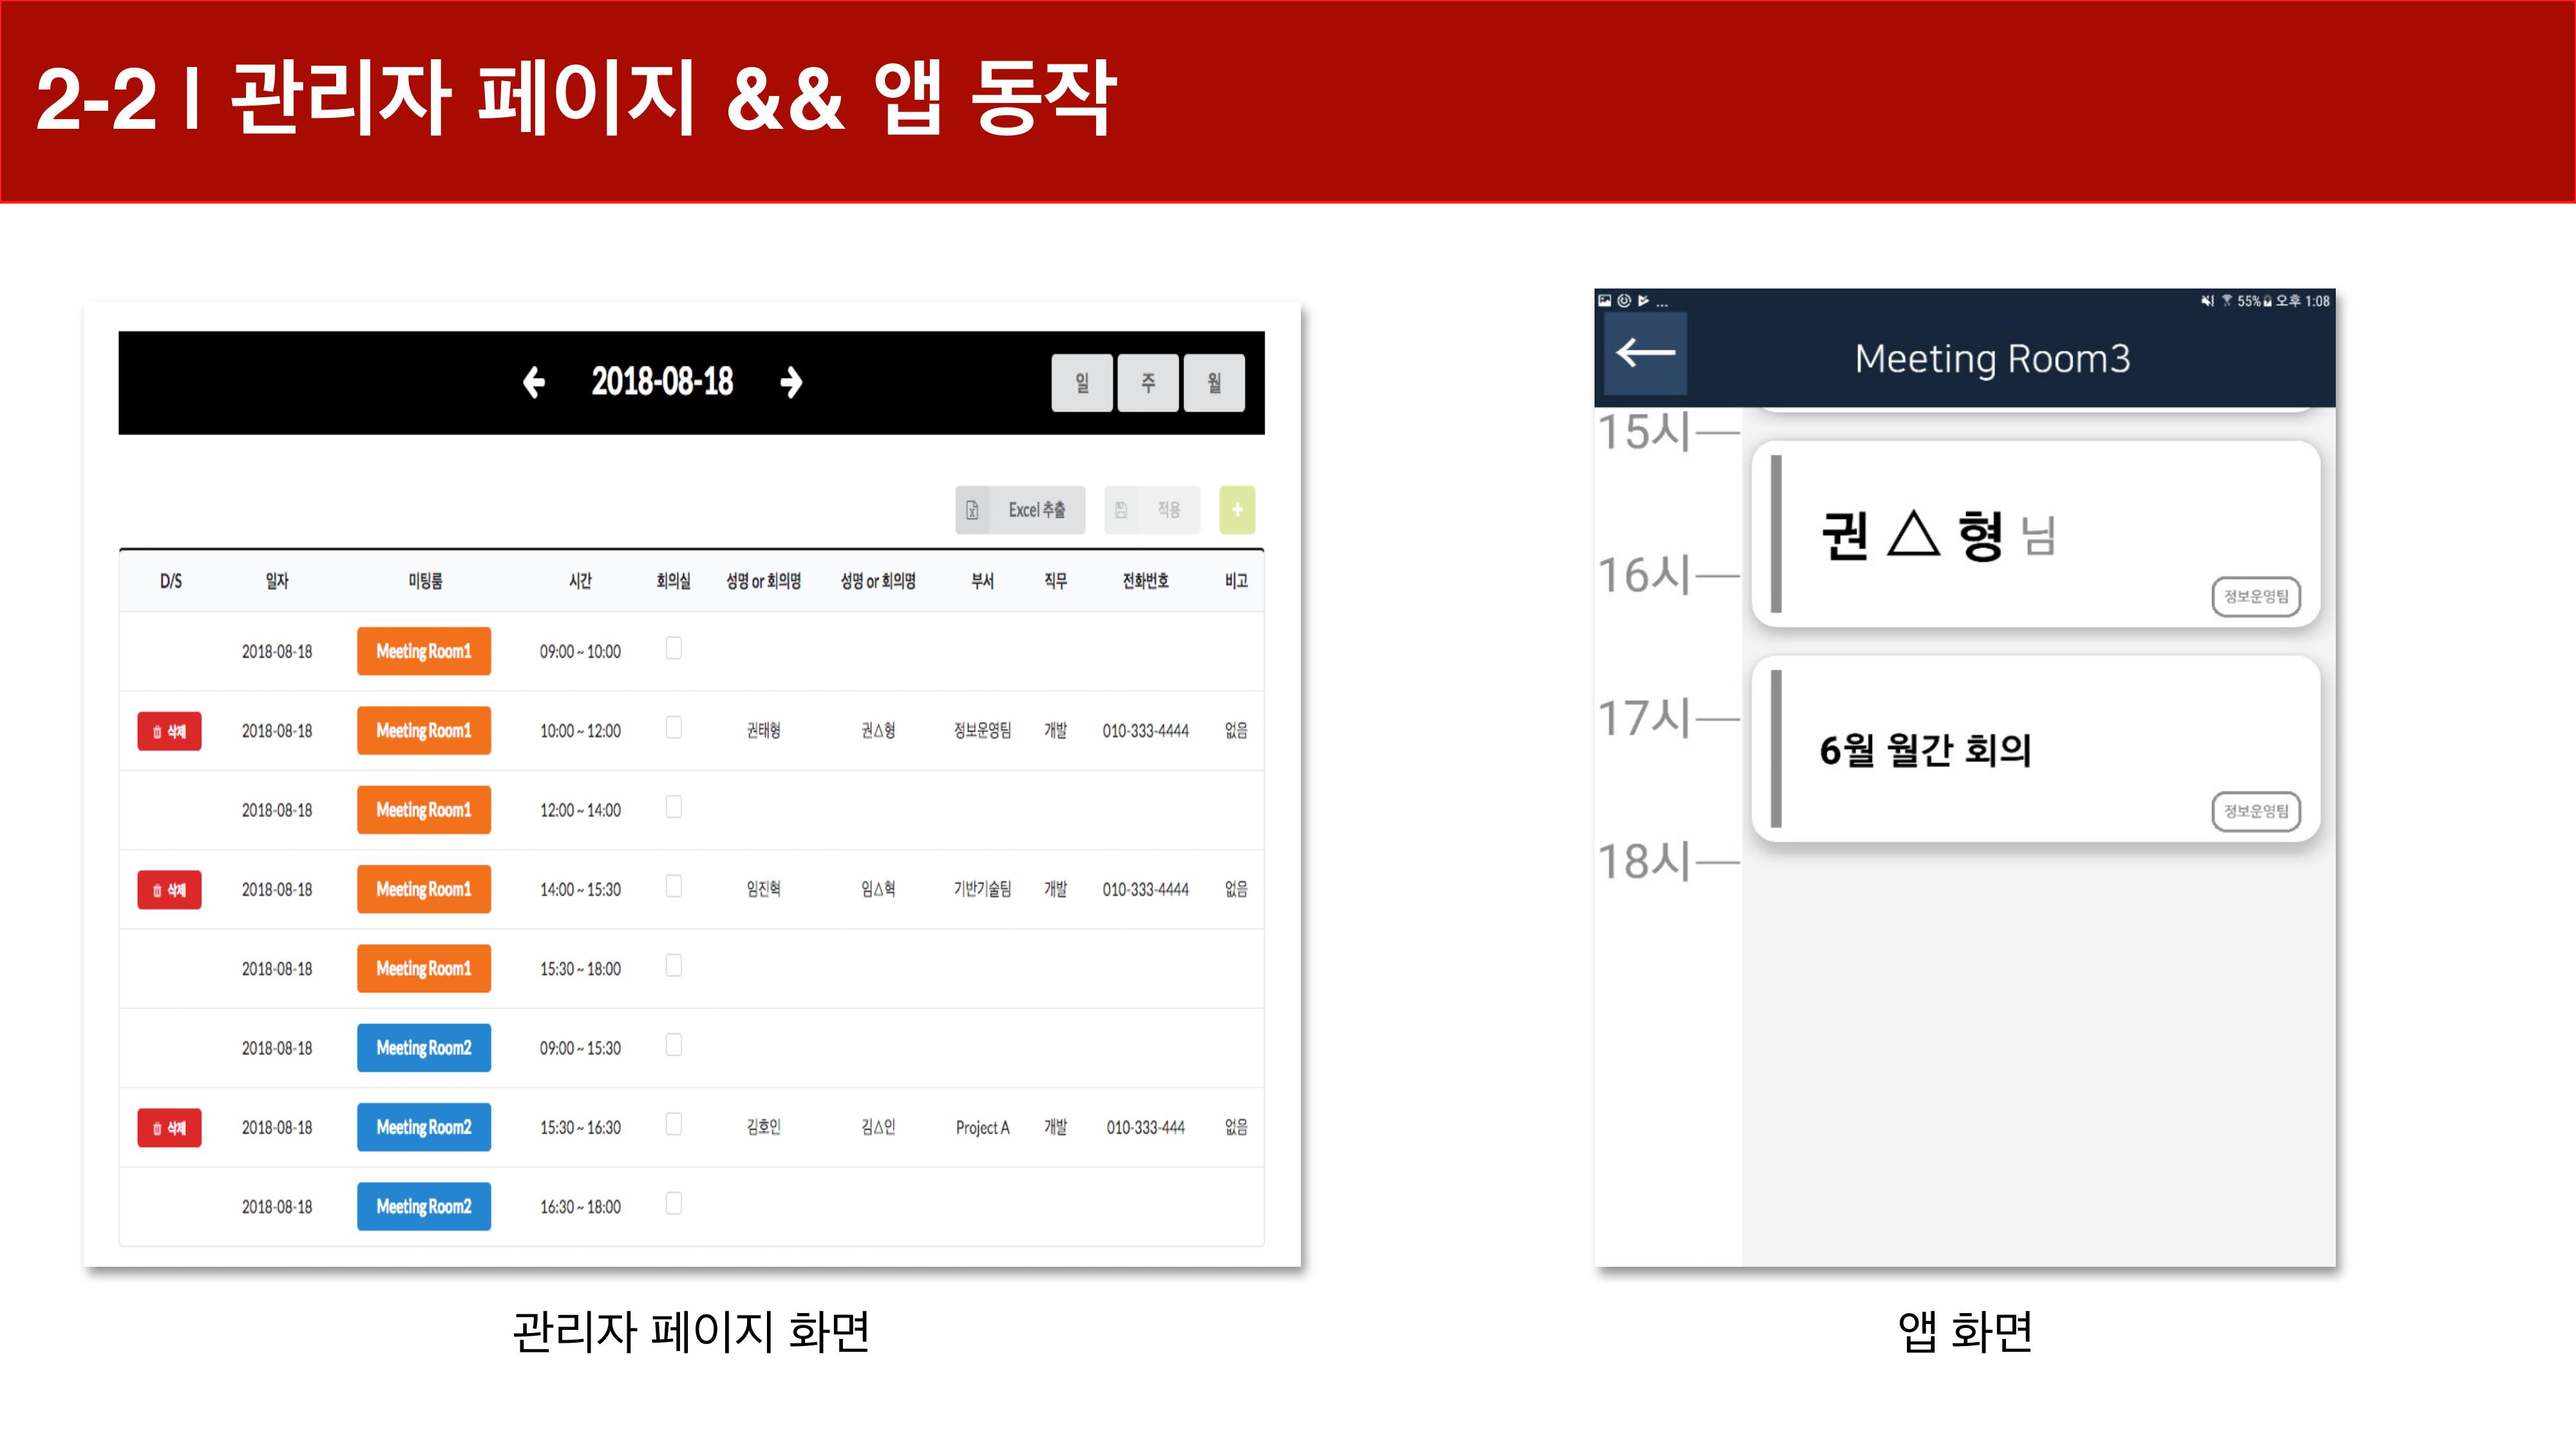 2-2 | 관리자 페이지 && 앱 동작
2018-08-18
일 주 월
Excel 추출 적용 +
D/S 일자 미팅룸 시간 회의실 성명 or 회의명 성명 or 회의명 부서 직무 전화번호 비고
2018-08-18 Meeting Room1 09:00 ~ 10:00
삭제 2018-08-18 Meeting Room1 10:00 ~ 12:00 권태형 권△형 정보운영팀 개발 010-333-4444 없음
2018-08-18 Meeting Room1 12:00 ~ 14:00
삭제 2018-08-18 Meeting Room1 14:00 ~ 15:30 임진혁 임△혁 기반기술팀 개발 010-333-4444 없음
2018-08-18 Meeting Room1 15:30 ~ 18:00
2018-08-18 Meeting Room2 09:00 ~ 15:30
삭제 2018-08-18 Meeting Room2 15:30 ~ 16:30 김호인 김△인 Project A 개발 010-333-444 없음
2018-08-18 Meeting Room2 16:30 ~ 18:00
관리자 페이지 화면
... 55% 오후 1:08
Meeting Room3
15시
권 △ 형 님
16시
정보운영팀
17시
6월 월간 회의
정보운영팀
18시
앱 화면